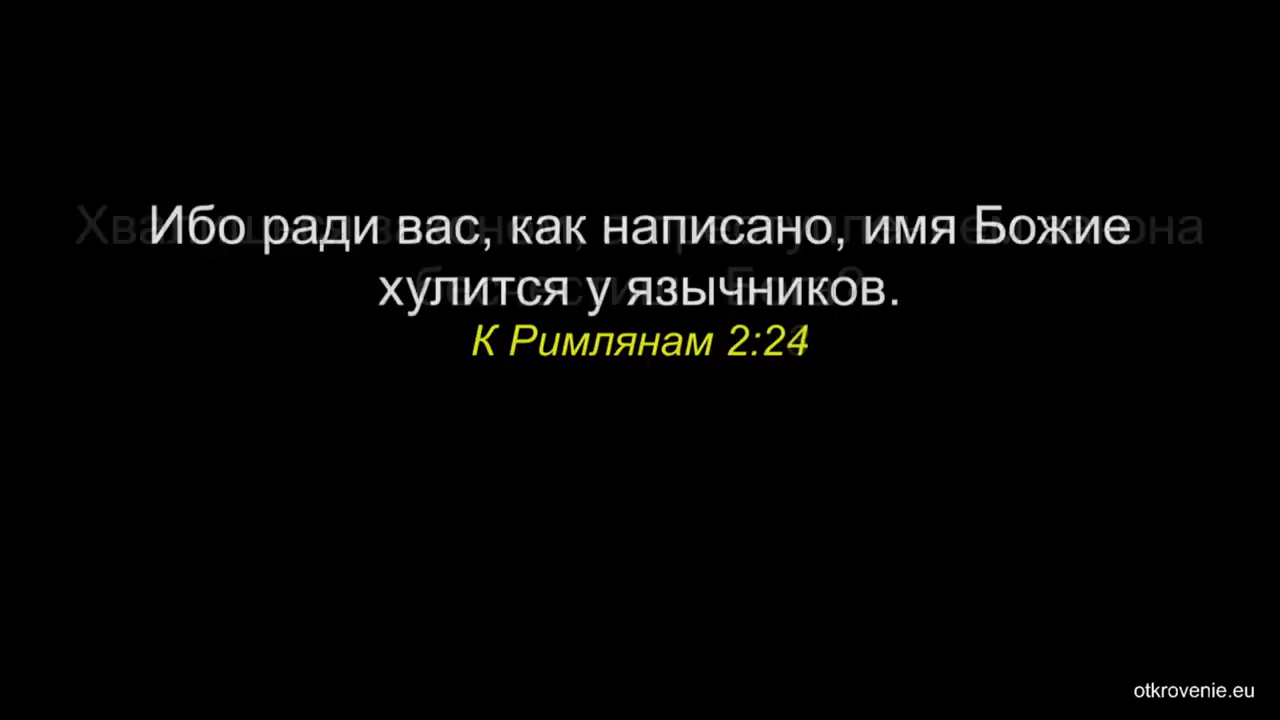 Ибо ради вас, как написано, имя Божие
хулится у язычников.
К Римлянам 2:24
otkrovenie.eu